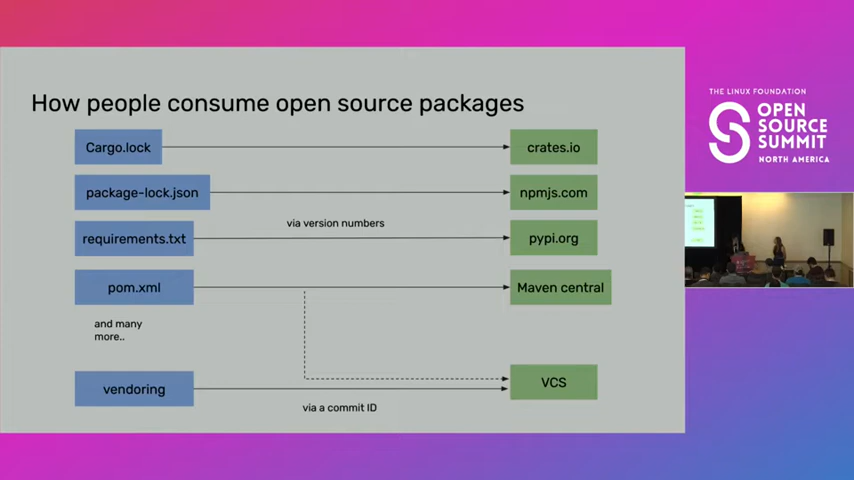 How people consume open source packages
Cargo.lock
crates.io
package-lock.json
npmjs.com
via version numbers
requirements.txt
pypi.org
pom.xml
Maven central
and many
more..
vendoring
VCS
via a commit ID
THE LINUX FOUNDATION
OPEN
SOURCE
SUMMIT
NORTH AMERICA